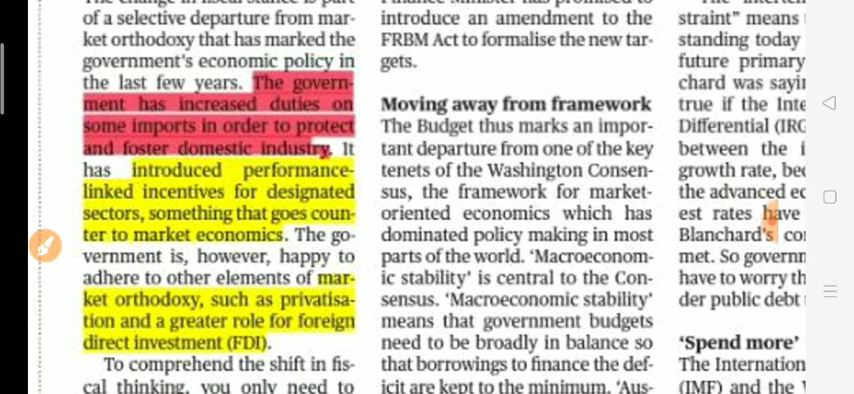 of a selective departure from mar-
ket orthodoxy that has marked the
government's economic policy in
the last few years. The govern-
ment has increased duties on
some imports in order to protect
and foster domestic industry. It
has introduced performance-
linked incentives for designated
sectors, something that goes coun-
ter to market economics. The go-
vernment is, however, happy to
adhere to other elements of mar-
ket orthodoxy, such as privatisa-
tion and a greater role for foreign
direct investment (FDI).
To comprehend the shift in fis-
cal thinking, you only need to
introduce an amendment to the
FRBM Act to formalise the new tar-
gets.
Moving away from framework
The Budget thus marks an impor-
tant departure from one of the key
tenets of the Washington Consen-
sus, the framework for market-
oriented economics which has
dominated policy making in most
parts of the world. 'Macroeconom-
ic stability' is central to the Con-
sensus. 'Macroeconomic stability'
means that government budgets
need to be broadly in balance so
that borrowings to finance the def-
icit are kept to the minimum. 'Aus-
straint" means
standing today
future primary
chard was
true if the
Differential
between the
growth rate,
the advanced
est rates have
Blanchard's
met. So
have to worry
der public debt
'Spend more'
The International
(IMF) and the